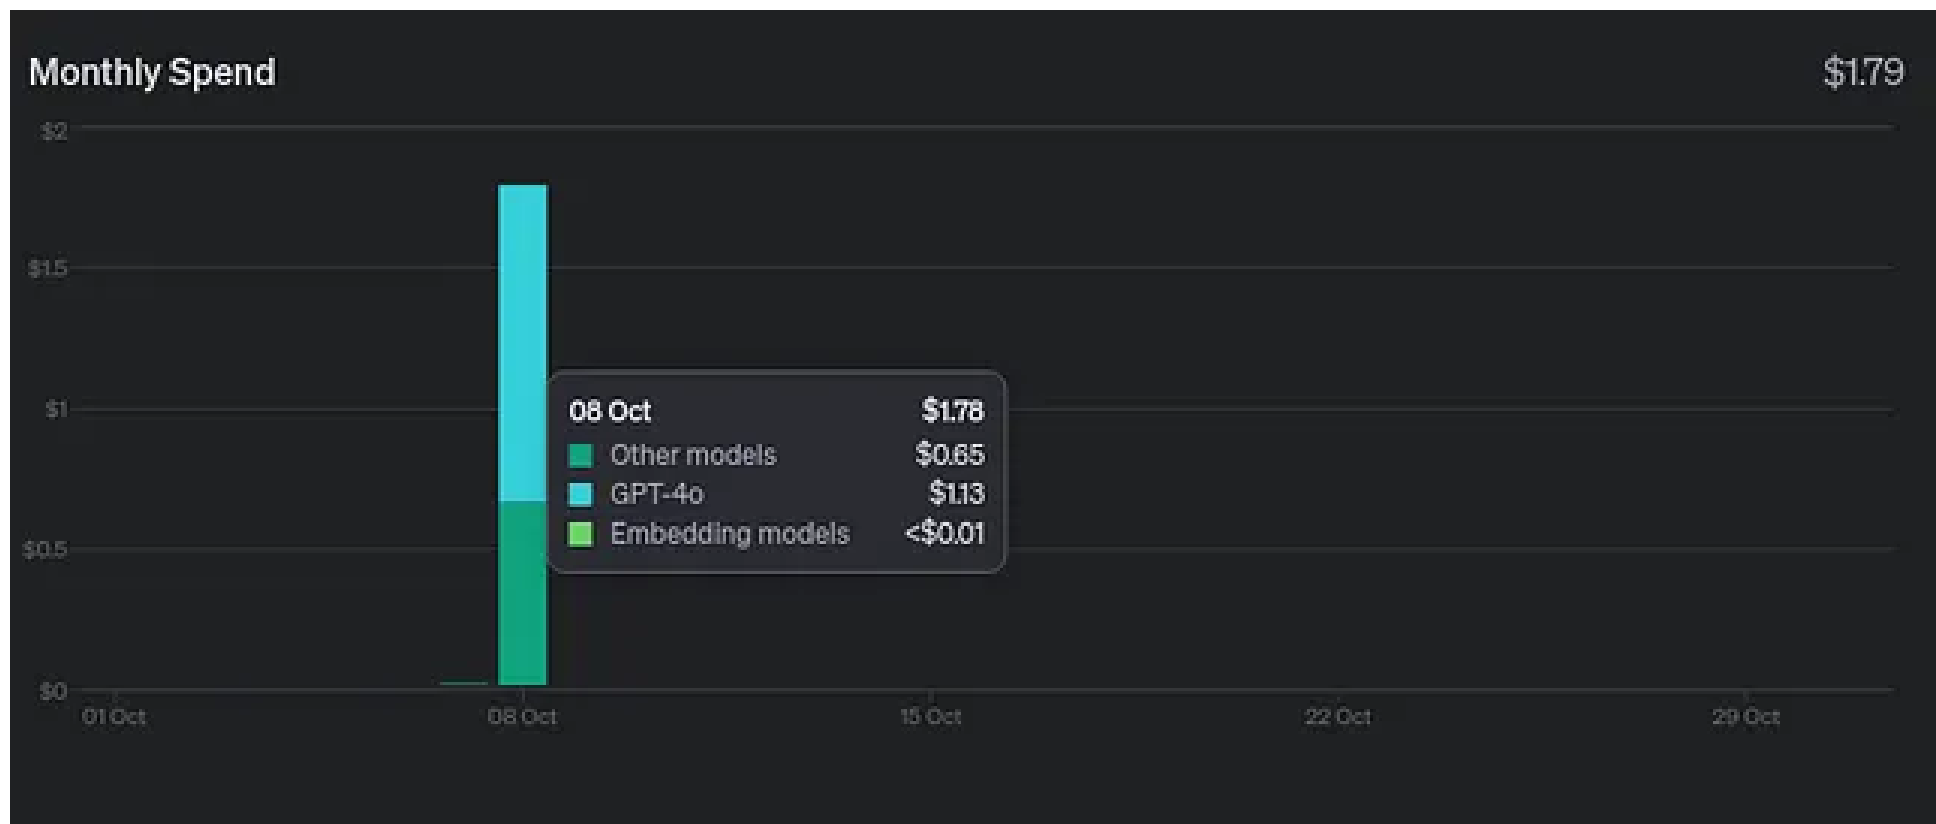 Monthly Spend $1.79
$2
$1.5
$1
$0.5
$0
08 Oct $1.78
Other models $0.65
GPT-4o $1.13
Embedding models <$0.01
01 Oct 08 Oct 15 Oct 22 Oct 29 Oct